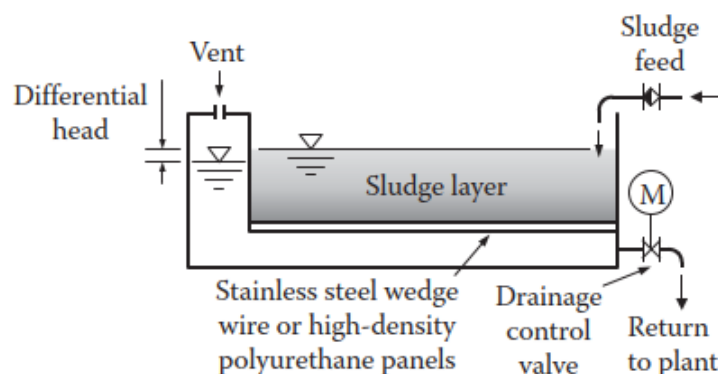 Sludge
feed
Vent
Differential
head
Sludge layer
M
Stainless steel wedge
wire or high-density
polyurethane panels
Drainage
control
valve
Return
to plant